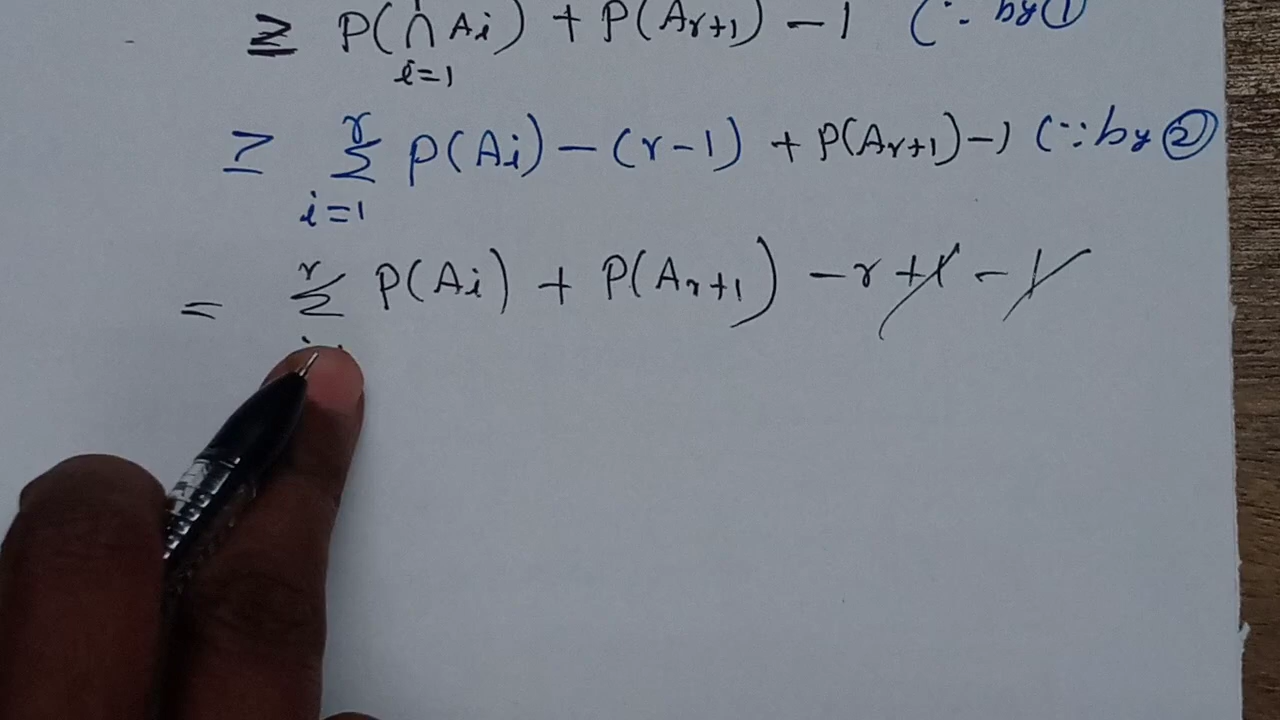 ≥ P(∩ Ai) + P(Ar+1) - 1 (∵ by ①
i=1
≥ r∑i=1 P(Ai) - (r-1) + P(Ar+1) - 1 (∵ by ②
= r∑ P(Ai) + P(Ar+1) - r + 1 - 1